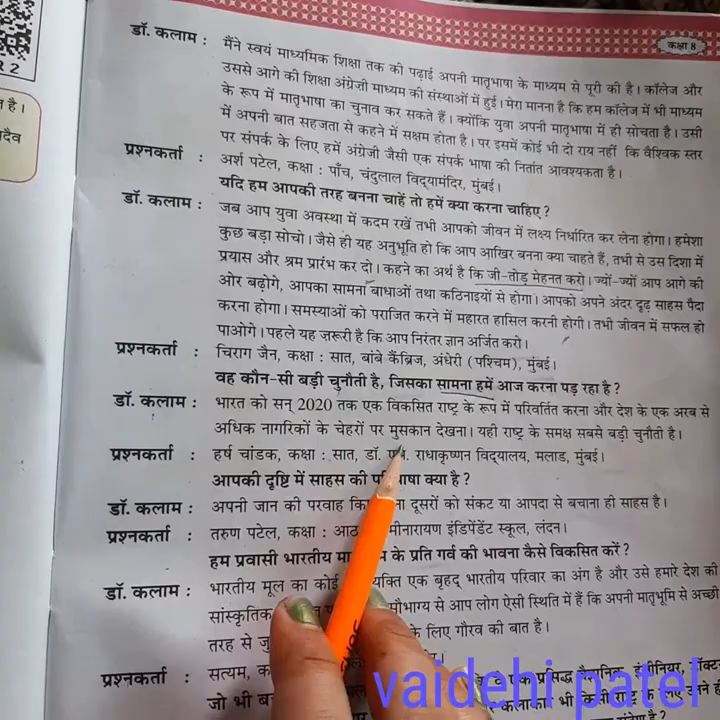 R 2
त है।
दैव
कक्षा 8
डॉ. कलाम : मैंने स्वयं माध्यमिक शिक्षा तक की पढ़ाई अपनी मातृभाषा के माध्यम से पूरी की है। कॉलेज और
उससे आगे की शिक्षा अंग्रेजी माध्यम की संस्थाओं में हुई। मेरा मानना है कि हम कॉलेज में भी माध्यम
के रूप में मातृभाषा का चुनाव कर सकते हैं। क्योंकि युवा अपनी मातृभाषा में ही सोचता है। उसी
में अपनी बात सहजता से कहने में सक्षम होता है। पर इसमें कोई भी दो राय नहीं कि वैश्विक स्तर
पर संपर्क के लिए हमें अंग्रेजी जैसी एक संपर्क भाषा की नितांत आवश्यकता है।
प्रश्नकर्ता : अर्श पटेल, कक्षा : पाँच, चंदुलाल विद्यामंदिर, मुंबई।
यदि हम आपकी तरह बनना चाहें तो हमें क्या करना चाहिए ?
डॉ. कलाम : जब आप युवा अवस्था में कदम रखें तभी आपको जीवन में लक्ष्य निर्धारित कर लेना होगा। हमेशा
कुछ बड़ा सोचो। जैसे ही यह अनुभूति हो कि आप आखिर बनना क्या चाहते हैं, तभी से उस दिशा में
प्रयास और श्रम प्रारंभ कर दो। कहने का अर्थ है कि जी-तोड़ मेहनत करो। ज्यों-ज्यों आप आगे की
ओर बढ़ोगे, आपका सामना बाधाओं तथा कठिनाइयों से होगा। आपको अपने अंदर दृढ़ साहस पैदा
करना होगा। समस्याओं को पराजित करने में महारत हासिल करनी होगी। तभी जीवन में सफल हो
पाओगे। पहले यह ज़रूरी है कि आप निरंतर ज्ञान अर्जित करो।
प्रश्नकर्ता : चिराग जैन, कक्षा : सात, बांबे कैंब्रिज, अंधेरी (पश्चिम), मुंबई।
वह कौन-सी बड़ी चुनौती है, जिसका सामना हमें आज करना पड़ रहा है ?
डॉ. कलाम : भारत को सन् 2020 तक एक विकसित राष्ट्र के रूप में परिवर्तित करना और देश के एक अरब से
अधिक नागरिकों के चेहरों पर मुसकान देखना। यही राष्ट्र के समक्ष सबसे बड़ी चुनौती है।
प्रश्नकर्ता : हर्ष चांडक, कक्षा : सात, डॉ. राधाकृष्णन विद्यालय, मलाड, मुंबई।
आपकी दृष्टि में साहस की क्या है ?
डॉ. कलाम : अपनी जान की परवाह दूसरों को संकट या आपदा से बचाना ही साहस है।
प्रश्नकर्ता : तरुण पटेल, कक्षा : इंडिपेंडेंट स्कूल, लंदन।
हम प्रवासी भारतीय के प्रति गर्व की भावना कैसे विकसित करें ?
डॉ. कलाम : भारतीय मूल का कोई एक बृहद् भारतीय परिवार का अंग है और उसे हमारे देश की
सांस्कृतिक सौभाग्य से आप लोग ऐसी स्थिति में हैं कि अपनी मातृभूमि से अच्छी
तरह से के लिए गौरव की बात है।
प्रश्नकर्ता : सत्यम, एक प्रसिद्ध वैज्ञानिक, इंजीनियर,
जो भी कलाकार भी किसी राष्ट्र के लिए
vaidehi patel